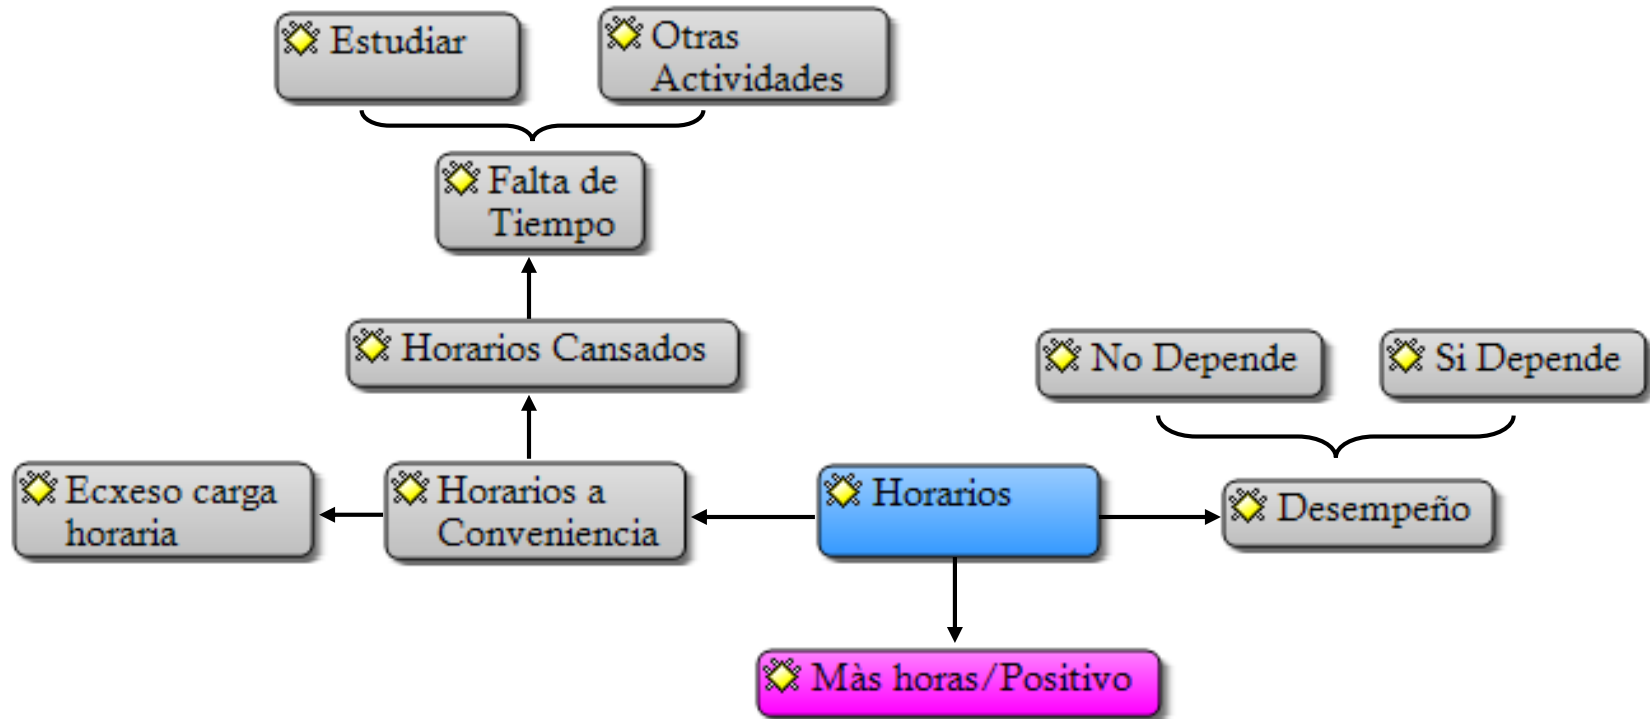 Estudiar
Otras
Actividades
Falta de
Tiempo
Horarios Cansados
No Depende
Si Depende
Ecxeso carga
horaria
Horarios a
Conveniencia
Horarios
Desempeño
Màs horas/Positivo